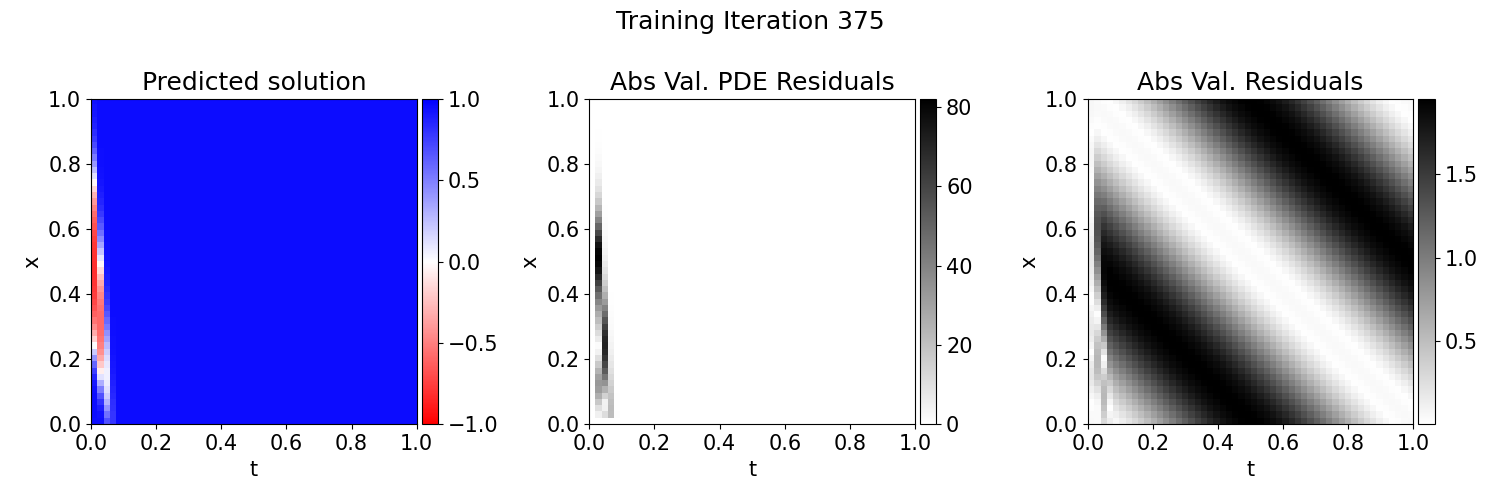 Training Iteration 375
Predicted solution
Abs Val. PDE Residuals
Abs Val. Residuals
1.0
0.8
0.6
0.4
0.2
0.0
x
0.0 0.2 0.4 0.6 0.8 1.0
t
1.0
0.5
0.0
−0.5
−1.0
1.0
0.8
0.6
0.4
0.2
0.0
x
0.0 0.2 0.4 0.6 0.8 1.0
t
80
60
40
20
0
1.0
0.8
0.6
0.4
0.2
0.0
x
0.0 0.2 0.4 0.6 0.8 1.0
t
1.5
1.0
0.5